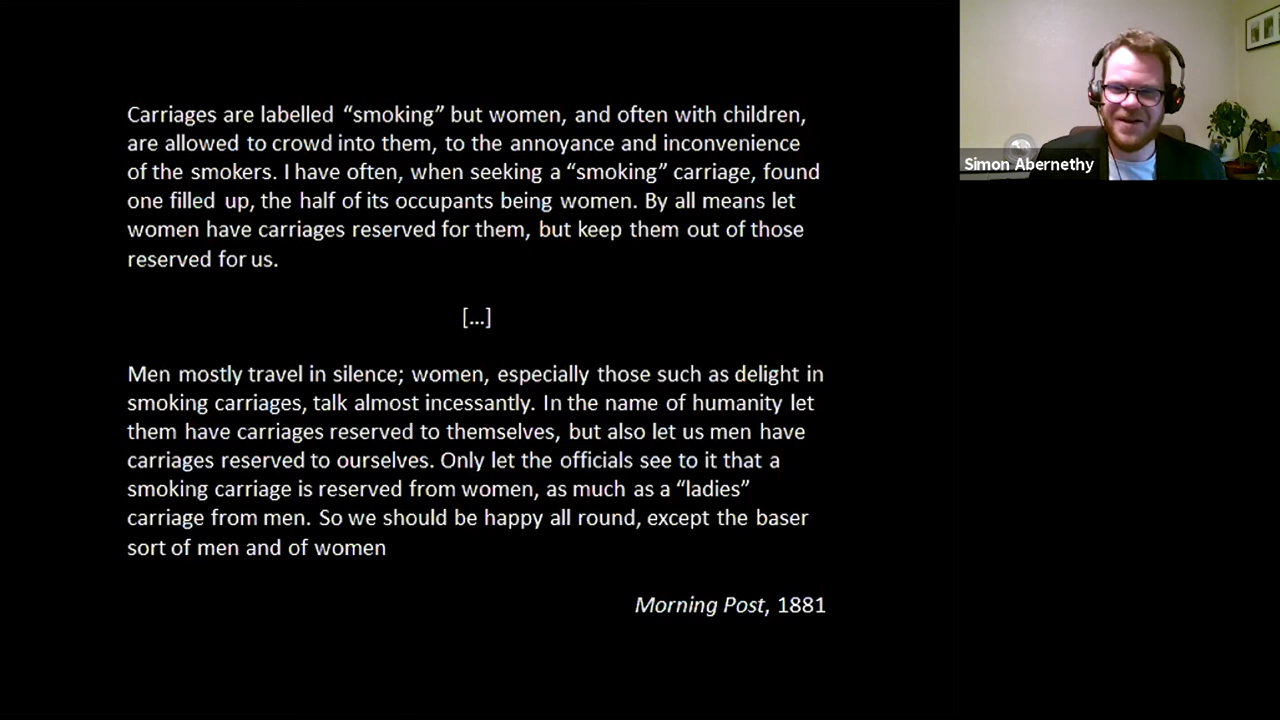 Carriages are labelled “smoking” but women, and often with children,
are allowed to crowd into them, to the annoyance and inconvenience
of the smokers. I have often, when seeking a “smoking” carriage, found
one filled up, the half of its occupants being women. By all means let
women have carriages reserved for them, but keep them out of those
reserved for us.
[...]
Men mostly travel in silence; women, especially those such as delight in
smoking carriages, talk almost incessantly. In the name of humanity let
them have carriages reserved to themselves, but also let us men have
carriages reserved to ourselves. Only let the officials see to it that a
smoking carriage is reserved from women, as much as a “ladies”
carriage from men. So we should be happy all round, except the baser
sort of men and of women
Morning Post, 1881
Simon Abernethy